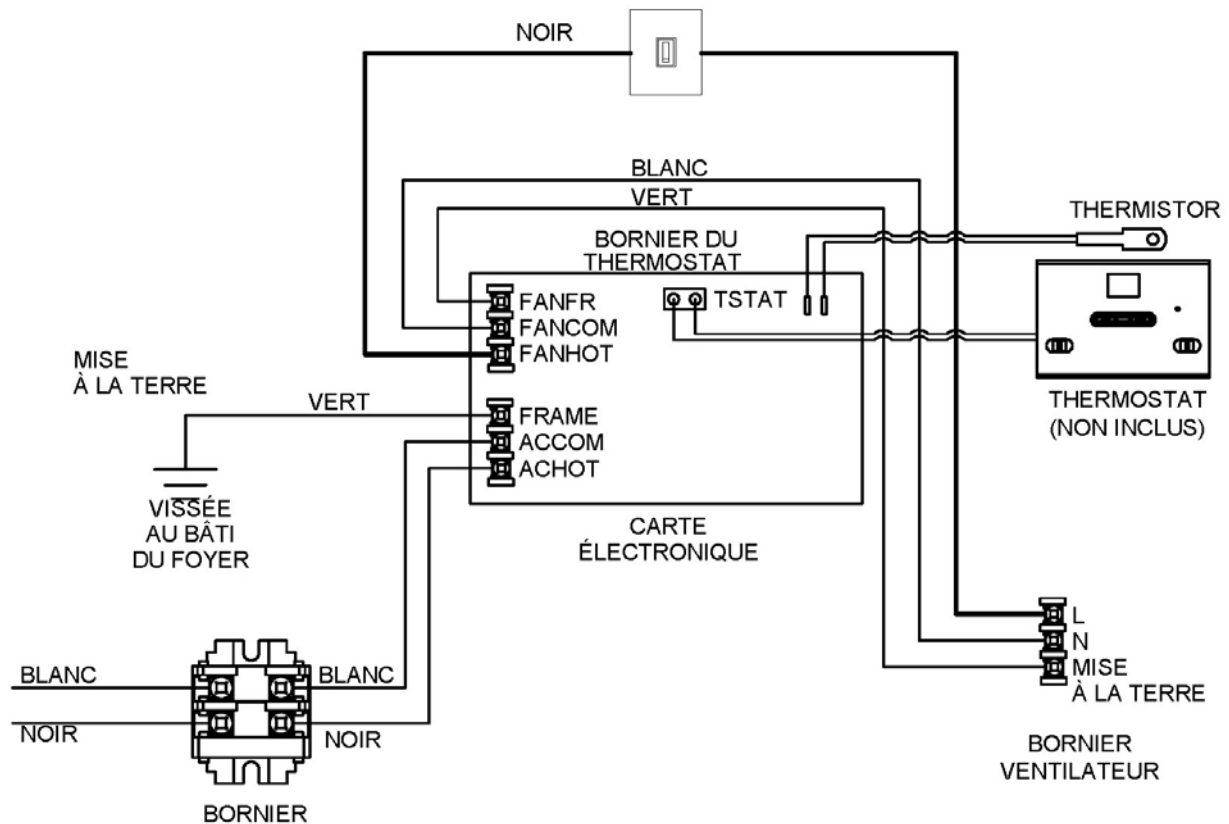 NOIR
BLANC
VERT
THERMISTOR
BORNIER DU
THERMOSTAT
TSTAT
FANFR
FANCOM
FANHOT
MISE
À LA TERRE
VERT
FRAME
ACCOM
ACHOT
THERMOSTAT
(NON INCLUS)
VISSÉE
AU BÂTI
DU FOYER
CARTE
ÉLECTRONIQUE
L
N
MISE
À LA TERRE
BLANC
BLANC
NOIR
NOIR
BORNIER
VENTILATEUR
BORNIER